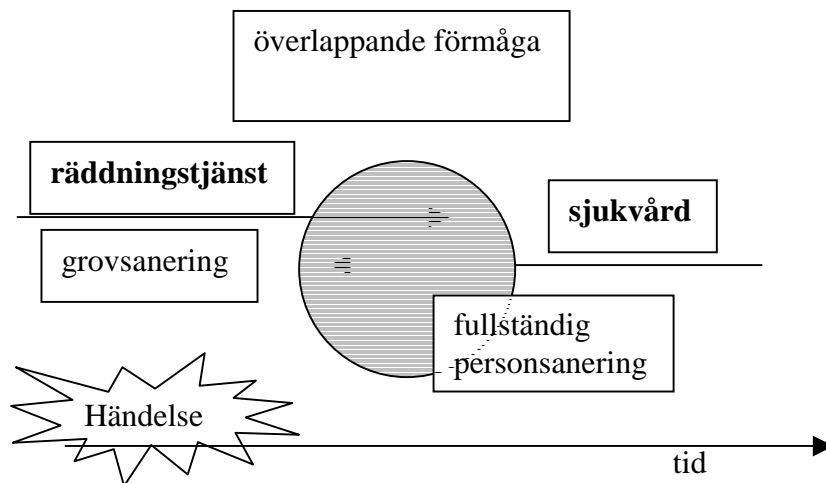 överlappande förmåga
räddningstjänst
sjukvård
grovsanering
fullständig
personsanering
Händelse
tid